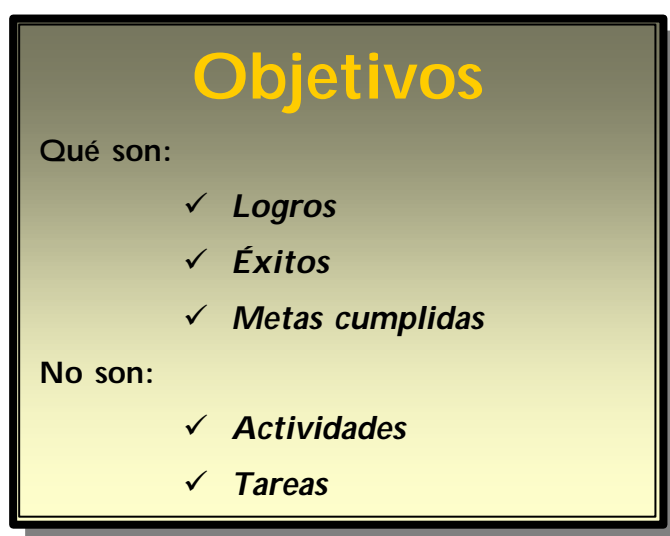 Objetivos
Qué son:
✓ Logros
✓ Éxitos
✓ Metas cumplidas
No son:
✓ Actividades
✓ Tareas